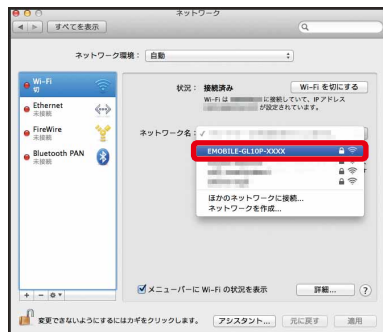 ネットワーク
すべてを表示
ネットワーク環境： 自動
Wi-Fi
切
Ethernet
未接続
FireWire
未接続
Bluetooth PAN
未接続
状況： 接続済み
Wi-Fi を切にする
Wi-Fi は に接続していて、IP アドレス
が設定されています。
ネットワーク名：
EMOBILE-GL10P-XXXX
ほかのネットワークに接続...
ネットワークを作成...
メニューバーに Wi-Fi の状況を表示
詳細...
?
変更できないようにするにはカギをクリックします。
アシスタント...
元に戻す
適用